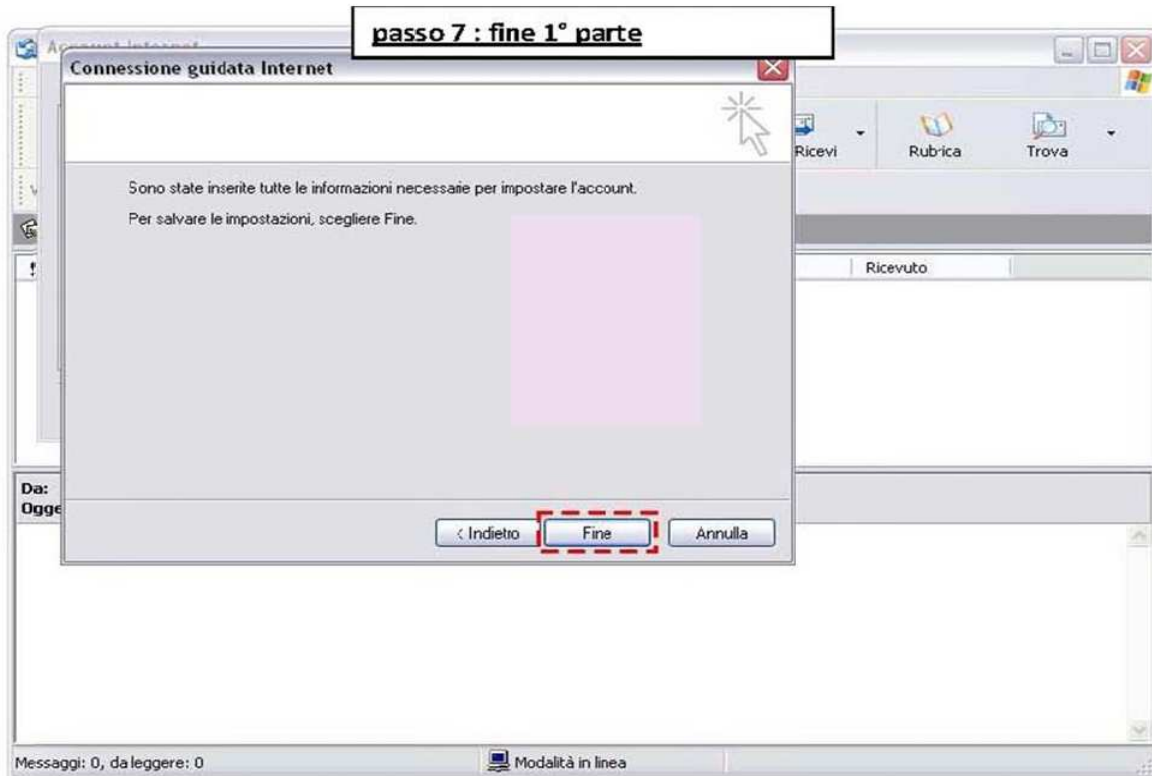 passo 7 : fine 1° parte
Account Internet
Connessione guidata Internet
Ricevi
Rubrica
Trova
Sono state inserite tutte le informazioni necessarie per impostare l'account.
Per salvare le impostazioni, scegliere Fine.
!
Ricevuto
Da:
Ogge
< Indietro
Fine
Annulla
Messaggi: 0, da leggere: 0
Modalità in linea